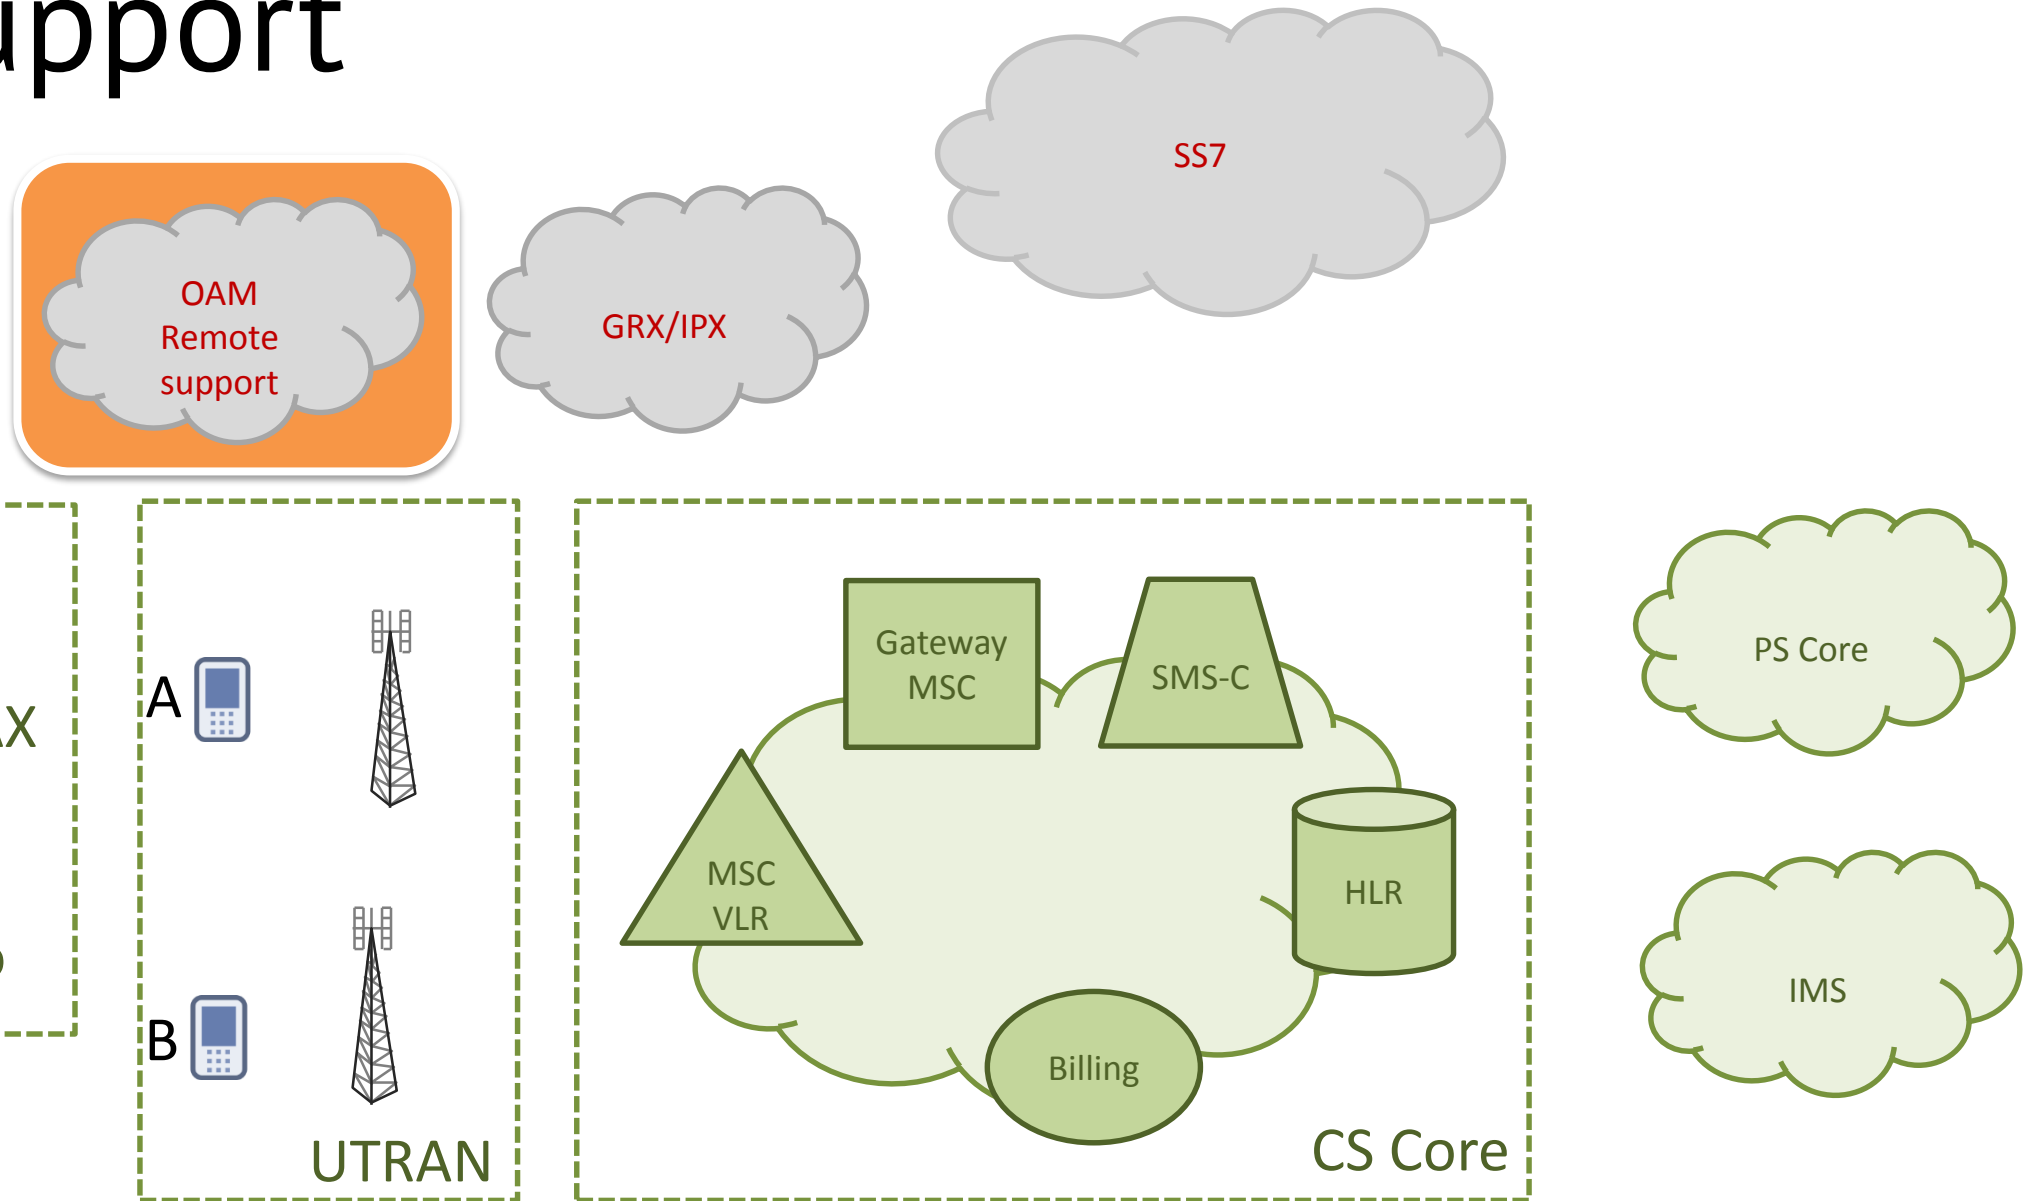 SS7
OAM
Remote
support
GRX/IPX
Gateway
MSC
SMS-C
PS Core
A
MSC
VLR
HLR
IMS
B
Billing
UTRAN
CS Core